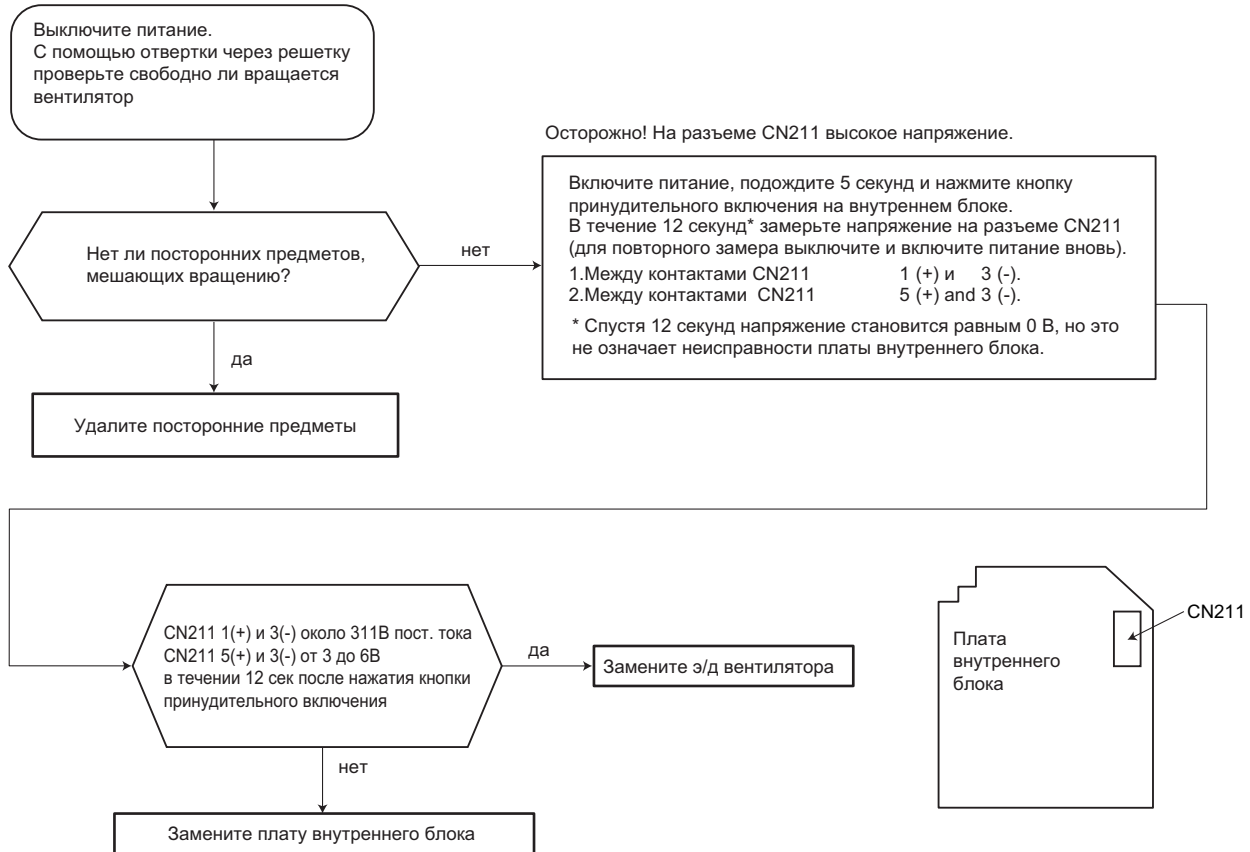 Выключите питание.
С помощью отвертки через решетку
проверьте свободно ли вращается
вентилятор
Осторожно! На разъеме CN211 высокое напряжение.
Включите питание, подождите 5 секунд и нажмите кнопку
принудительного включения на внутреннем блоке.
В течение 12 секунд* замерьте напряжение на разъеме CN211
(для повторного замера выключите и включите питание вновь).
1.Между контактами CN211 1 (+) и 3 (-).
2.Между контактами CN211 5 (+) and 3 (-).
* Спустя 12 секунд напряжение становится равным 0 В, но это
не означает неисправности платы внутреннего блока.
Нет ли посторонних предметов,
мешающих вращению?
нет
да
Удалите посторонние предметы
CN211 1(+) и 3(-) около 311В пост. тока
CN211 5(+) и 3(-) от 3 до 6В
в течении 12 сек после нажатия кнопки
принудительного включения
да
Замените э/д вентилятора
нет
Замените плату внутреннего блока
CN211
Плата
внутреннего
блока